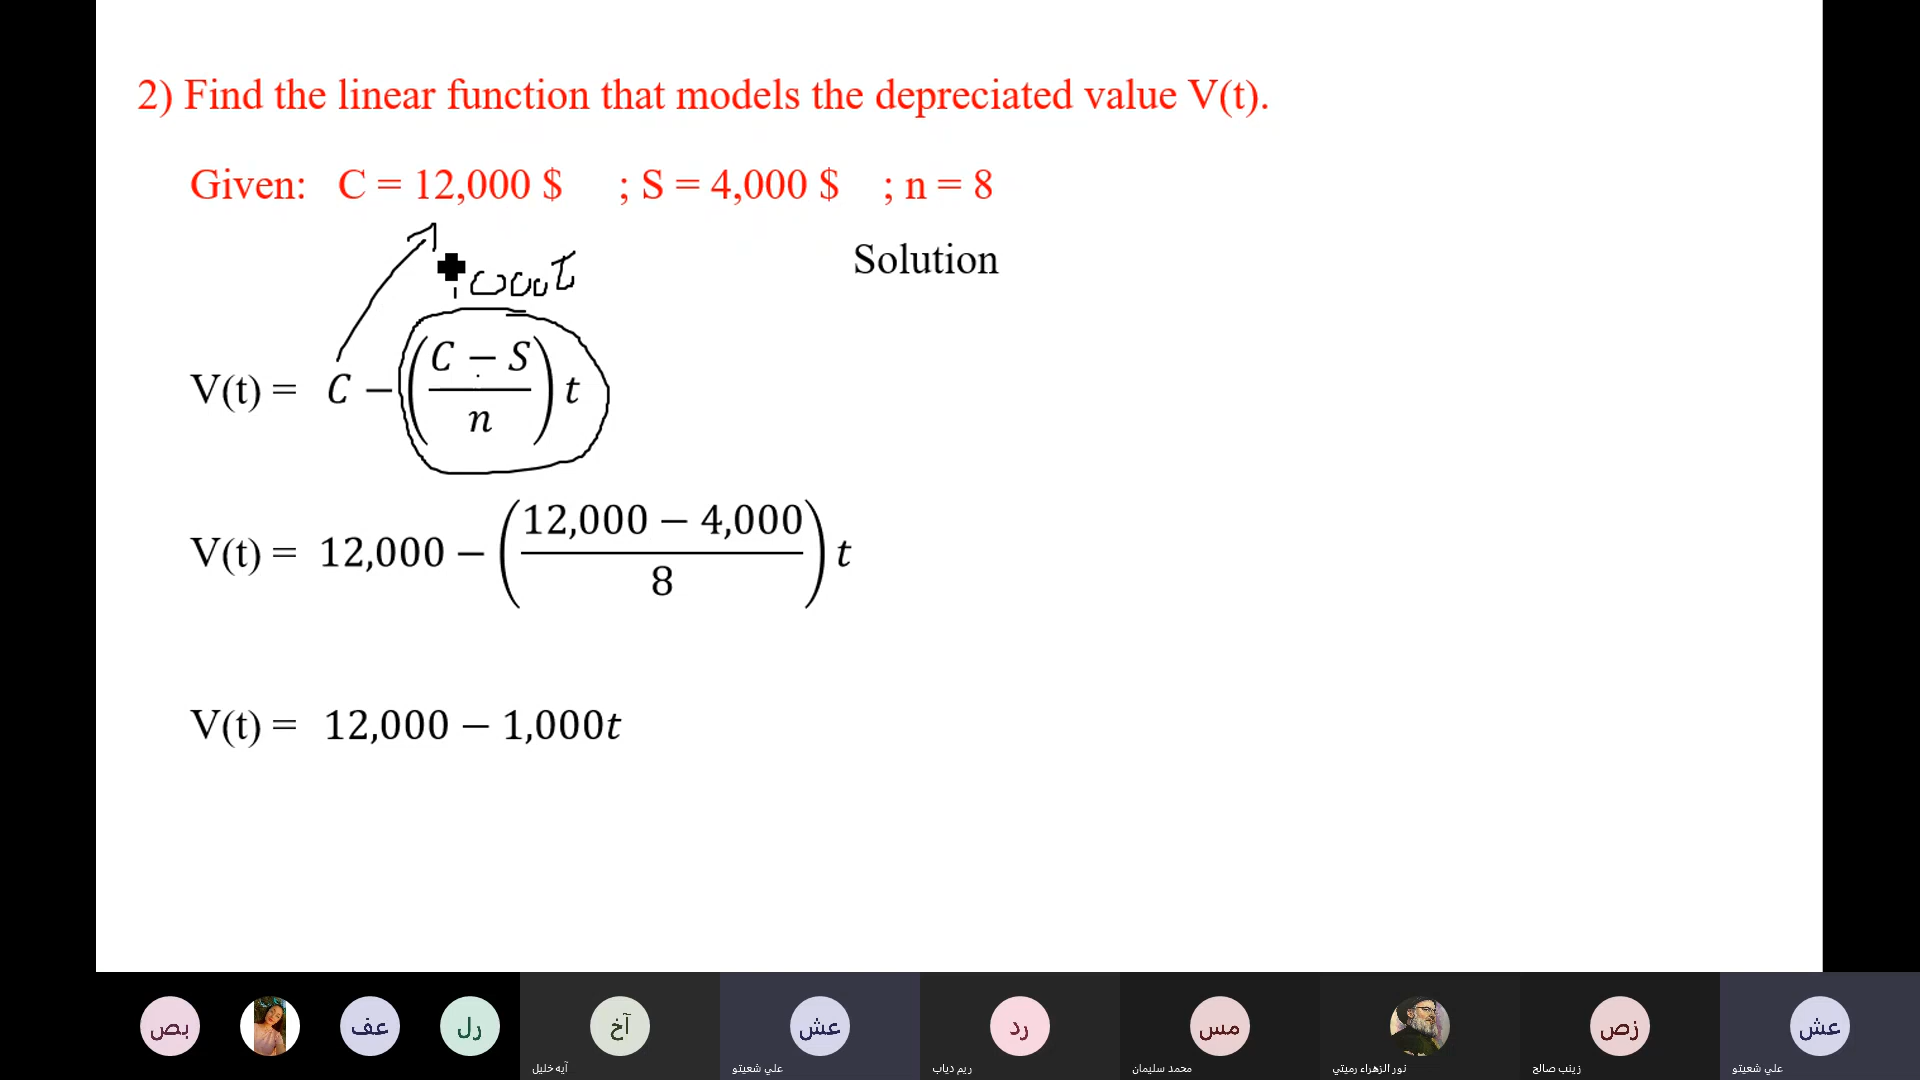 2) Find the linear function that models the depreciated value V(t).
Given: C = 12,000 $ ; S = 4,000 $ ; n = 8
Solution
V(t) = C − ((C − S)/n) t
V(t) = 12,000 − ((12,000 − 4,000)/8) t
V(t) = 12,000 − 1,000t
بص
عف
رل
آخ
عش
رد
مس
زص
عش
آيه خليل
علي شعيتو
ريم دياب
محمد سليمان
نور الزهراء رميتي
زينب صالح
علي شعيتو